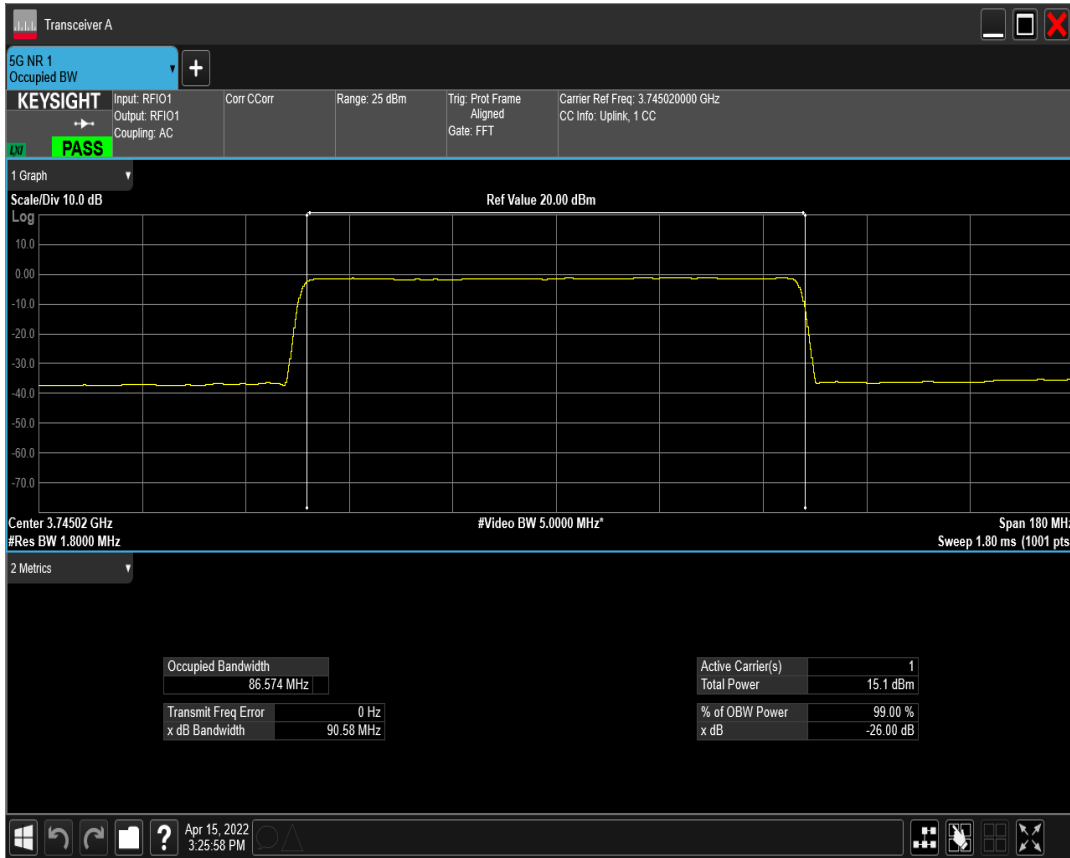 Transceiver A
5G NR 1
Occupied BW
+
KEYSIGHT
LXI
PASS
Input: RFIO1
Output: RFIO1
Coupling: AC
Corr CCorr
Range: 25 dBm
Trig: Prot Frame
Aligned
Gate: FFT
Carrier Ref Freq: 3.745020000 GHz
CC Info: Uplink, 1 CC
1 Graph
Scale/Div 10.0 dB
Ref Value 20.00 dBm
Log
10.0
0.00
-10.0
-20.0
-30.0
-40.0
-50.0
-60.0
-70.0
Center 3.74502 GHz
#Video BW 5.0000 MHz*
Span 180 MHz
#Res BW 1.8000 MHz
Sweep 1.80 ms (1001 pts
2 Metrics
Occupied Bandwidth
86.574 MHz
Transmit Freq Error 0 Hz
x dB Bandwidth 90.58 MHz
Active Carrier(s) 1
Total Power 15.1 dBm
% of OBW Power 99.00 %
x dB -26.00 dB
?
Apr 15, 2022
3:25:58 PM